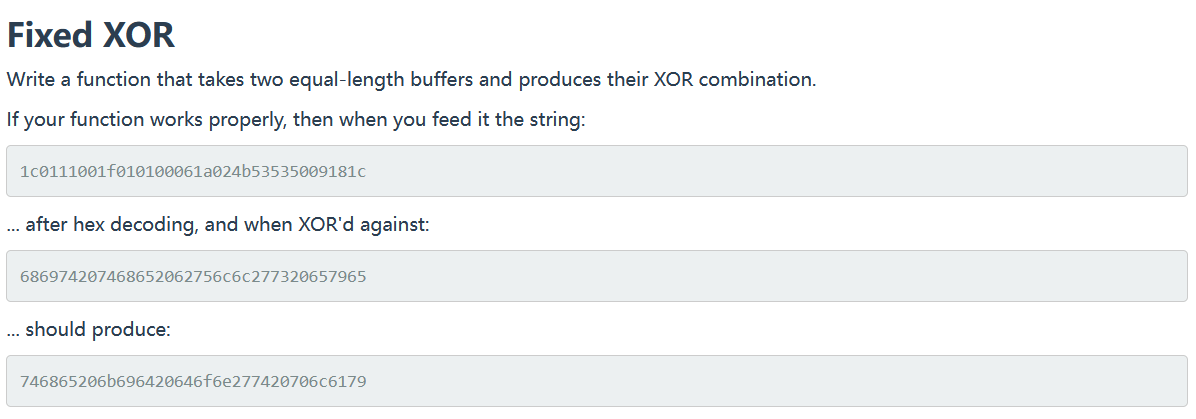 Fixed XOR
Write a function that takes two equal-length buffers and produces their XOR combination.
If your function works properly, then when you feed it the string:
1c0111001f010100061a024b53535009181c
... after hex decoding, and when XOR'd against:
686974207468652062756c6c277320657965
... should produce:
746865206b696420646f6e277420706c6179